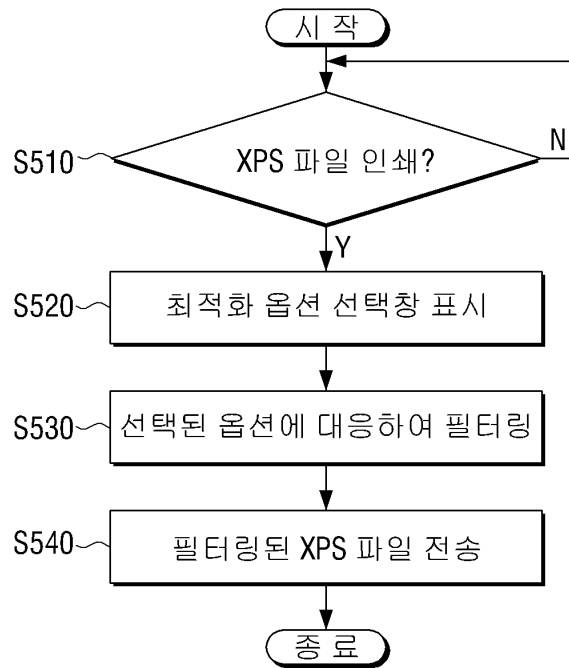 시 작
S510
XPS 파일 인쇄?
N
Y
S520
최적화 옵션 선택창 표시
S530
선택된 옵션에 대응하여 필터링
S540
필터링된 XPS 파일 전송
종 료